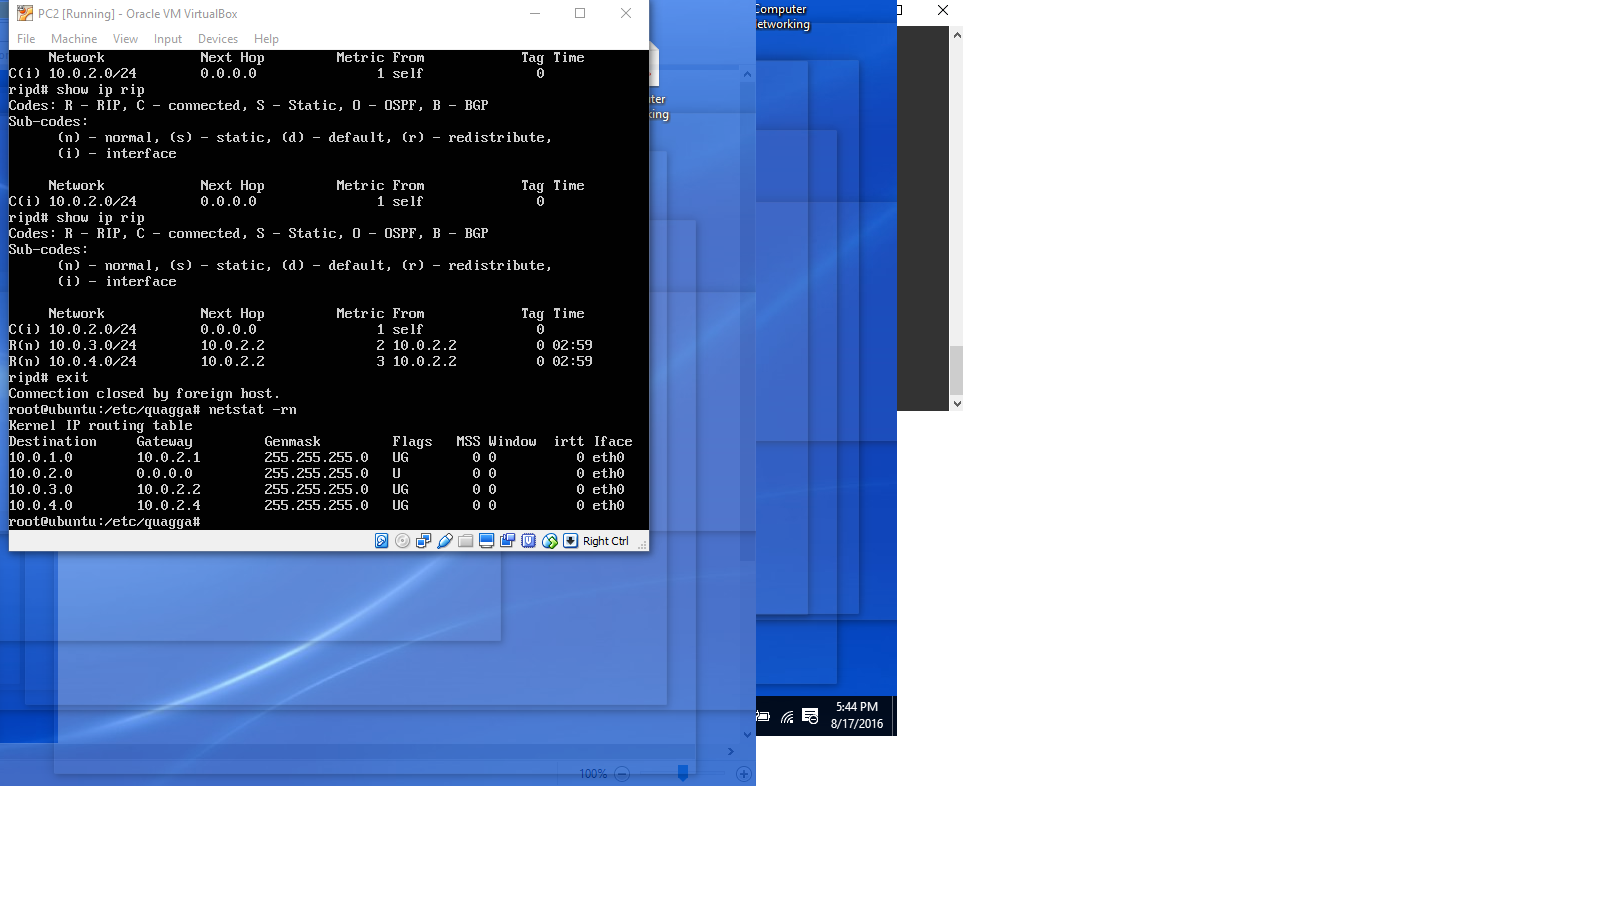 PC2 [Running] - Oracle VM VirtualBox
File Machine View Input Devices Help
Network Next Hop Metric From Tag Time
C(i) 10.0.2.0/24 0.0.0.0 1 self 0
ripd# show ip rip
Codes: R - RIP, C - connected, S - Static, O - OSPF, B - BGP
Sub-codes:
(n) - normal, (s) - static, (d) - default, (r) - redistribute,
(i) - interface
Network Next Hop Metric From Tag Time
C(i) 10.0.2.0/24 0.0.0.0 1 self 0
ripd# show ip rip
Codes: R - RIP, C - connected, S - Static, O - OSPF, B - BGP
Sub-codes:
(n) - normal, (s) - static, (d) - default, (r) - redistribute,
(i) - interface
Network Next Hop Metric From Tag Time
C(i) 10.0.2.0/24 0.0.0.0 1 self 0
R(n) 10.0.3.0/24 10.0.2.2 2 10.0.2.2 0 02:59
R(n) 10.0.4.0/24 10.0.2.2 3 10.0.2.2 0 02:59
ripd# exit
Connection closed by foreign host.
root@ubuntu:/etc/quagga# netstat -rn
Kernel IP routing table
Destination Gateway Genmask Flags MSS Window irtt Iface
10.0.1.0 10.0.2.1 255.255.255.0 UG 0 0 0 eth0
10.0.2.0 0.0.0.0 255.255.255.0 U 0 0 0 eth0
10.0.3.0 10.0.2.2 255.255.255.0 UG 0 0 0 eth0
10.0.4.0 10.0.2.4 255.255.255.0 UG 0 0 0 eth0
root@ubuntu:/etc/quagga#
Right Ctrl
Computer
etworking
ter
king
5:44 PM
8/17/2016
100%